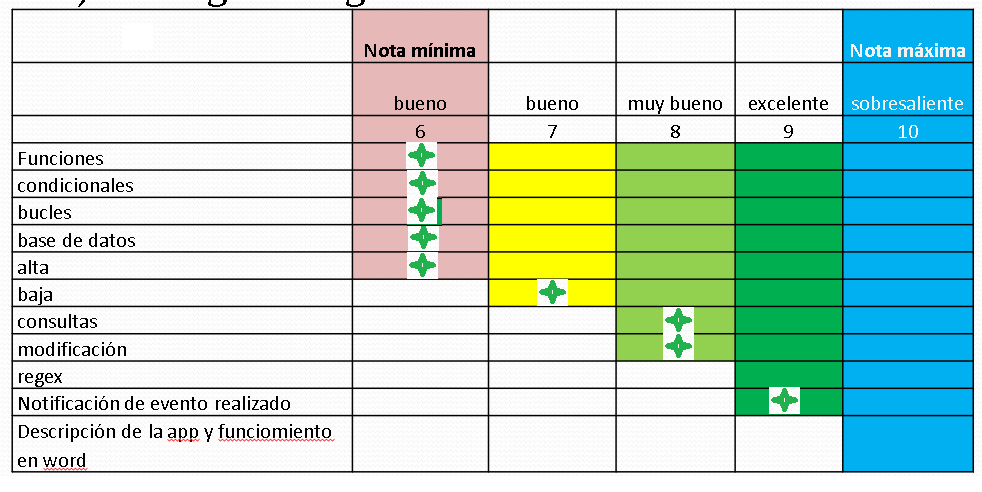 Nota mínima
Nota máxima
bueno
bueno
muy bueno
excelente
sobresaliente
6
7
8
9
10
Funciones
condicionales
bucles
base de datos
alta
baja
consultas
modificación
regex
Notificación de evento realizado
Descripción de la app y funciomiento
en word